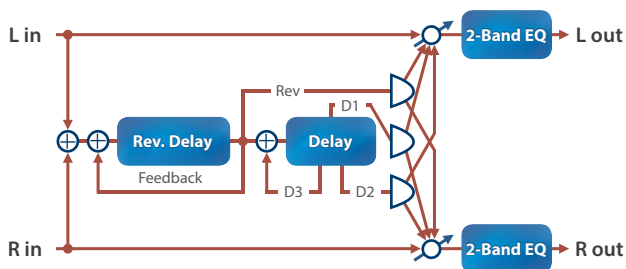 L in
2-Band EQ
L out
Rev
D1
Rev. Delay
Delay
Feedback
D3
D2
R in
2-Band EQ
R out